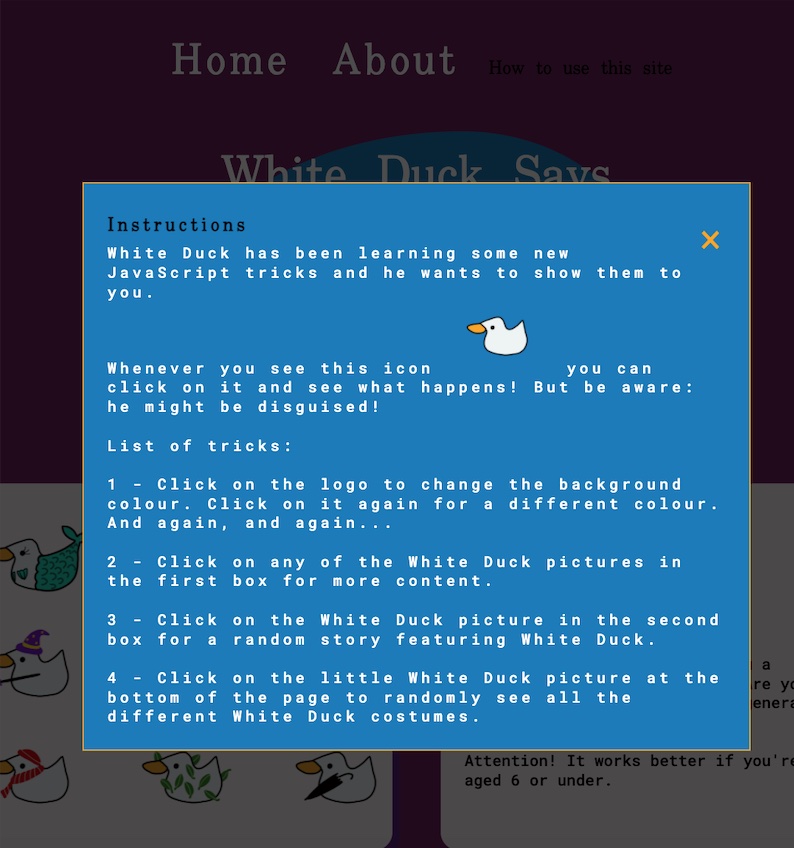 Home About How to use this site
White Duck Says
Instructions
White Duck has been learning some new
JavaScript tricks and he wants to show them to
you.
Whenever you see this icon you can
click on it and see what happens! But be aware:
he might be disguised!
List of tricks:
1 - Click on the logo to change the background
colour. Click on it again for a different colour.
And again, and again...
2 - Click on any of the White Duck pictures in
the first box for more content.
3 - Click on the White Duck picture in the second
box for a random story featuring White Duck.
4 - Click on the little White Duck picture at the
bottom of the page to randomly see all the
different White Duck costumes.
a
Attention! It works better if you're
aged 6 or under.